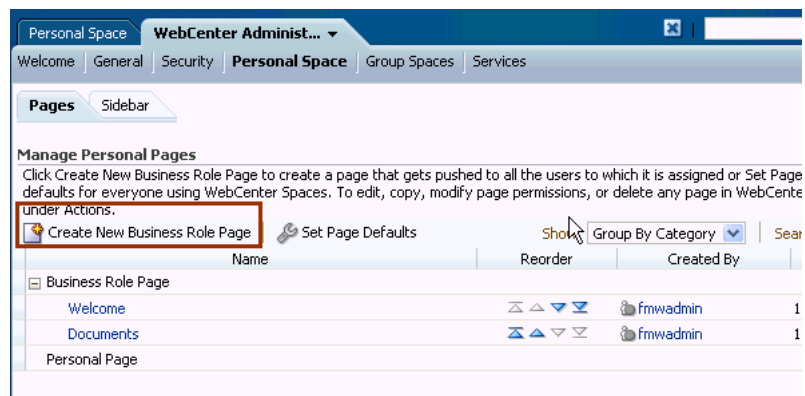 Personal Space WebCenter Administ...
Welcome General Security Personal Space Group Spaces Services
Pages Sidebar
Manage Personal Pages
Click Create New Business Role Page to create a page that gets pushed to all the users to which it is assigned or Set Page
defaults for everyone using WebCenter Spaces. To edit, copy, modify page permissions, or delete any page in WebCente
under Actions.
Create New Business Role Page Set Page Defaults Show Group By Category Sear
Name Reorder Created By
Business Role Page
Welcome fmwadmin 1
Documents fmwadmin 1
Personal Page